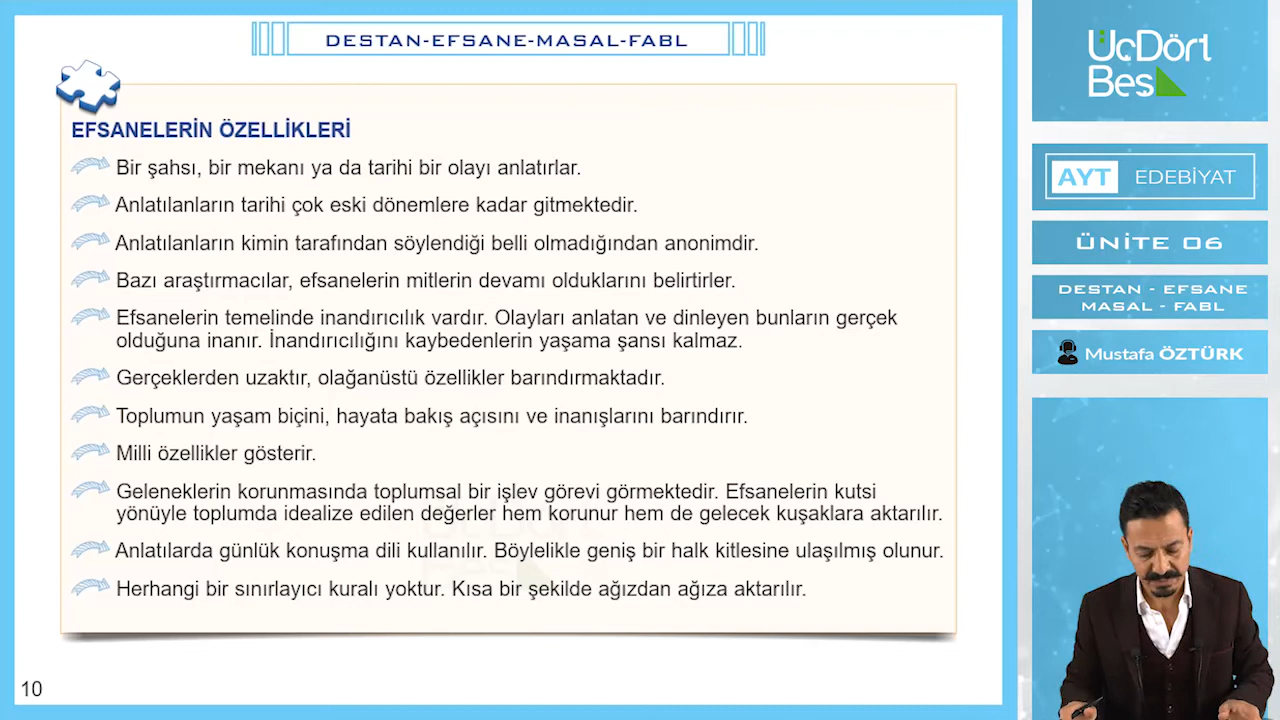 DESTAN-EFSANE-MASAL-FABL
EFSANELERİN ÖZELLİKLERİ
Bir şahsı, bir mekanı ya da tarihi bir olayı anlatırlar.
Anlatılanların tarihi çok eski dönemlere kadar gitmektedir.
Anlatılanların kimin tarafından söylendiği belli olmadığından anonimdir.
Bazı araştırmacılar, efsanelerin mitlerin devamı olduklarını belirtirler.
Efsanelerin temelinde inandırıcılık vardır. Olayları anlatan ve dinleyen bunların gerçek
olduğuna inanır. İnandırıcılığını kaybedenlerin yaşama şansı kalmaz.
Gerçeklerden uzaktır, olağanüstü özellikler barındırmaktadır.
Toplumun yaşam biçini, hayata bakış açısını ve inanışlarını barındırır.
Milli özellikler gösterir.
Geleneklerin korunmasında toplumsal bir işlev görevi görmektedir. Efsanelerin kutsi
yönüyle toplumda idealize edilen değerler hem korunur hem de gelecek kuşaklara aktarılır.
Anlatılarda günlük konuşma dili kullanılır. Böylelikle geniş bir halk kitlesine ulaşılmış olunur.
Herhangi bir sınırlayıcı kuralı yoktur. Kısa bir şekilde ağızdan ağıza aktarılır.
10
ÜçDört
Beş
AYT EDEBİYAT
ÜNİTE 06
DESTAN - EFSANE
MASAL - FABL
Mustafa ÖZTÜRK